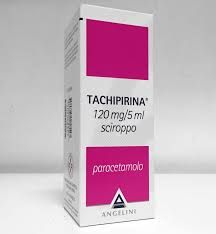 TACHIPIRINA®
120 mg/5 ml
sciroppo
paracetamolo
ANGELINI